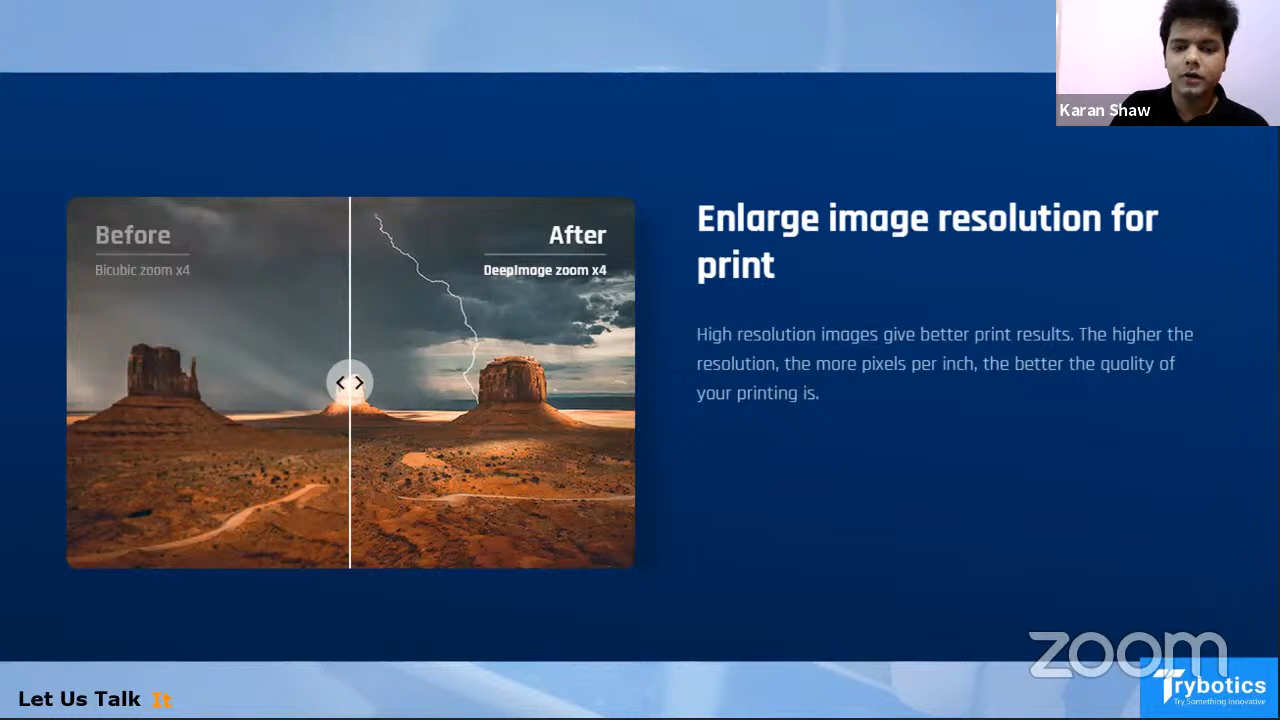 Karan Shaw
Before
Bicubic zoom x4
After
DeepImage zoom x4
Enlarge image resolution for
print
High resolution images give better print results. The higher the
resolution, the more pixels per inch, the better the quality of
your printing is.
zoom
Let Us Talk It
Trybotics
Try Something Innovative